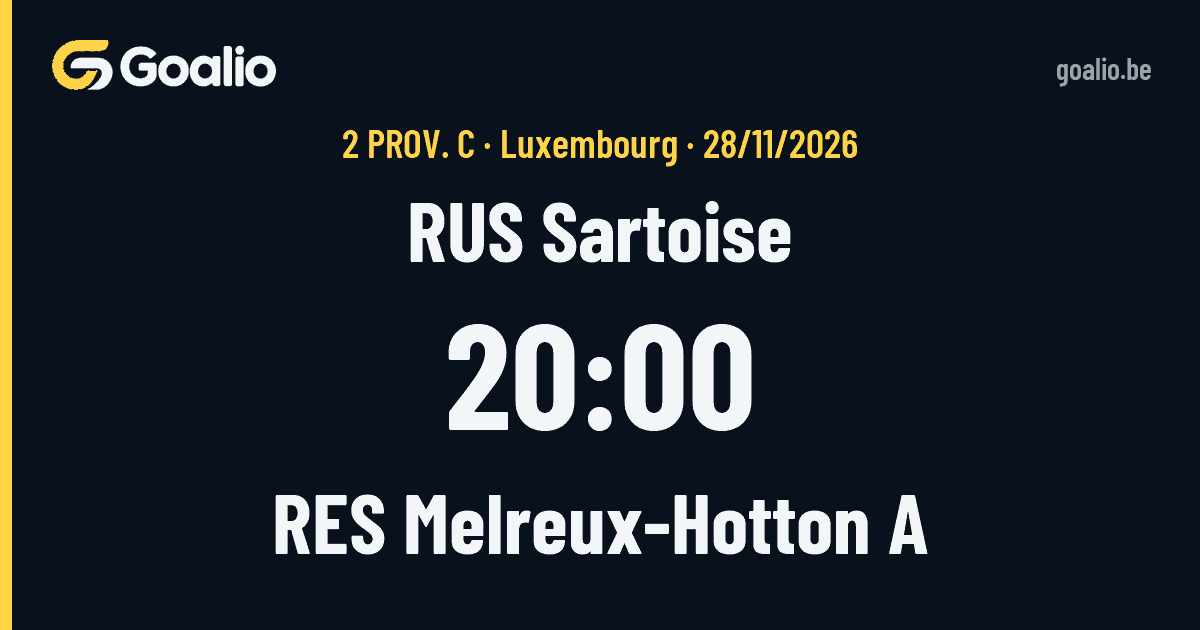 Goalio
goalio.be
2 PROV. C · Luxembourg · 28/11/2026
RUS Sartoise
20:00
RES Melreux-Hotton A